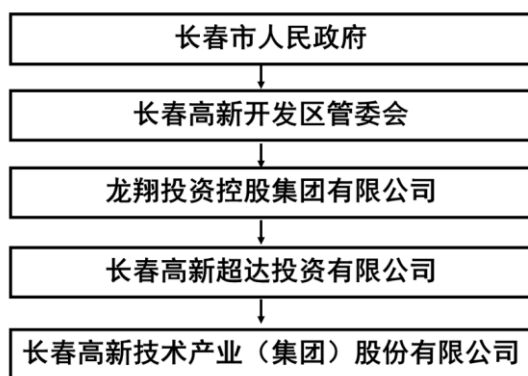 长春市人民政府
长春高新开发区管委会
龙翔投资控股集团有限公司
长春高新超达投资有限公司
长春高新技术产业（集团）股份有限公司